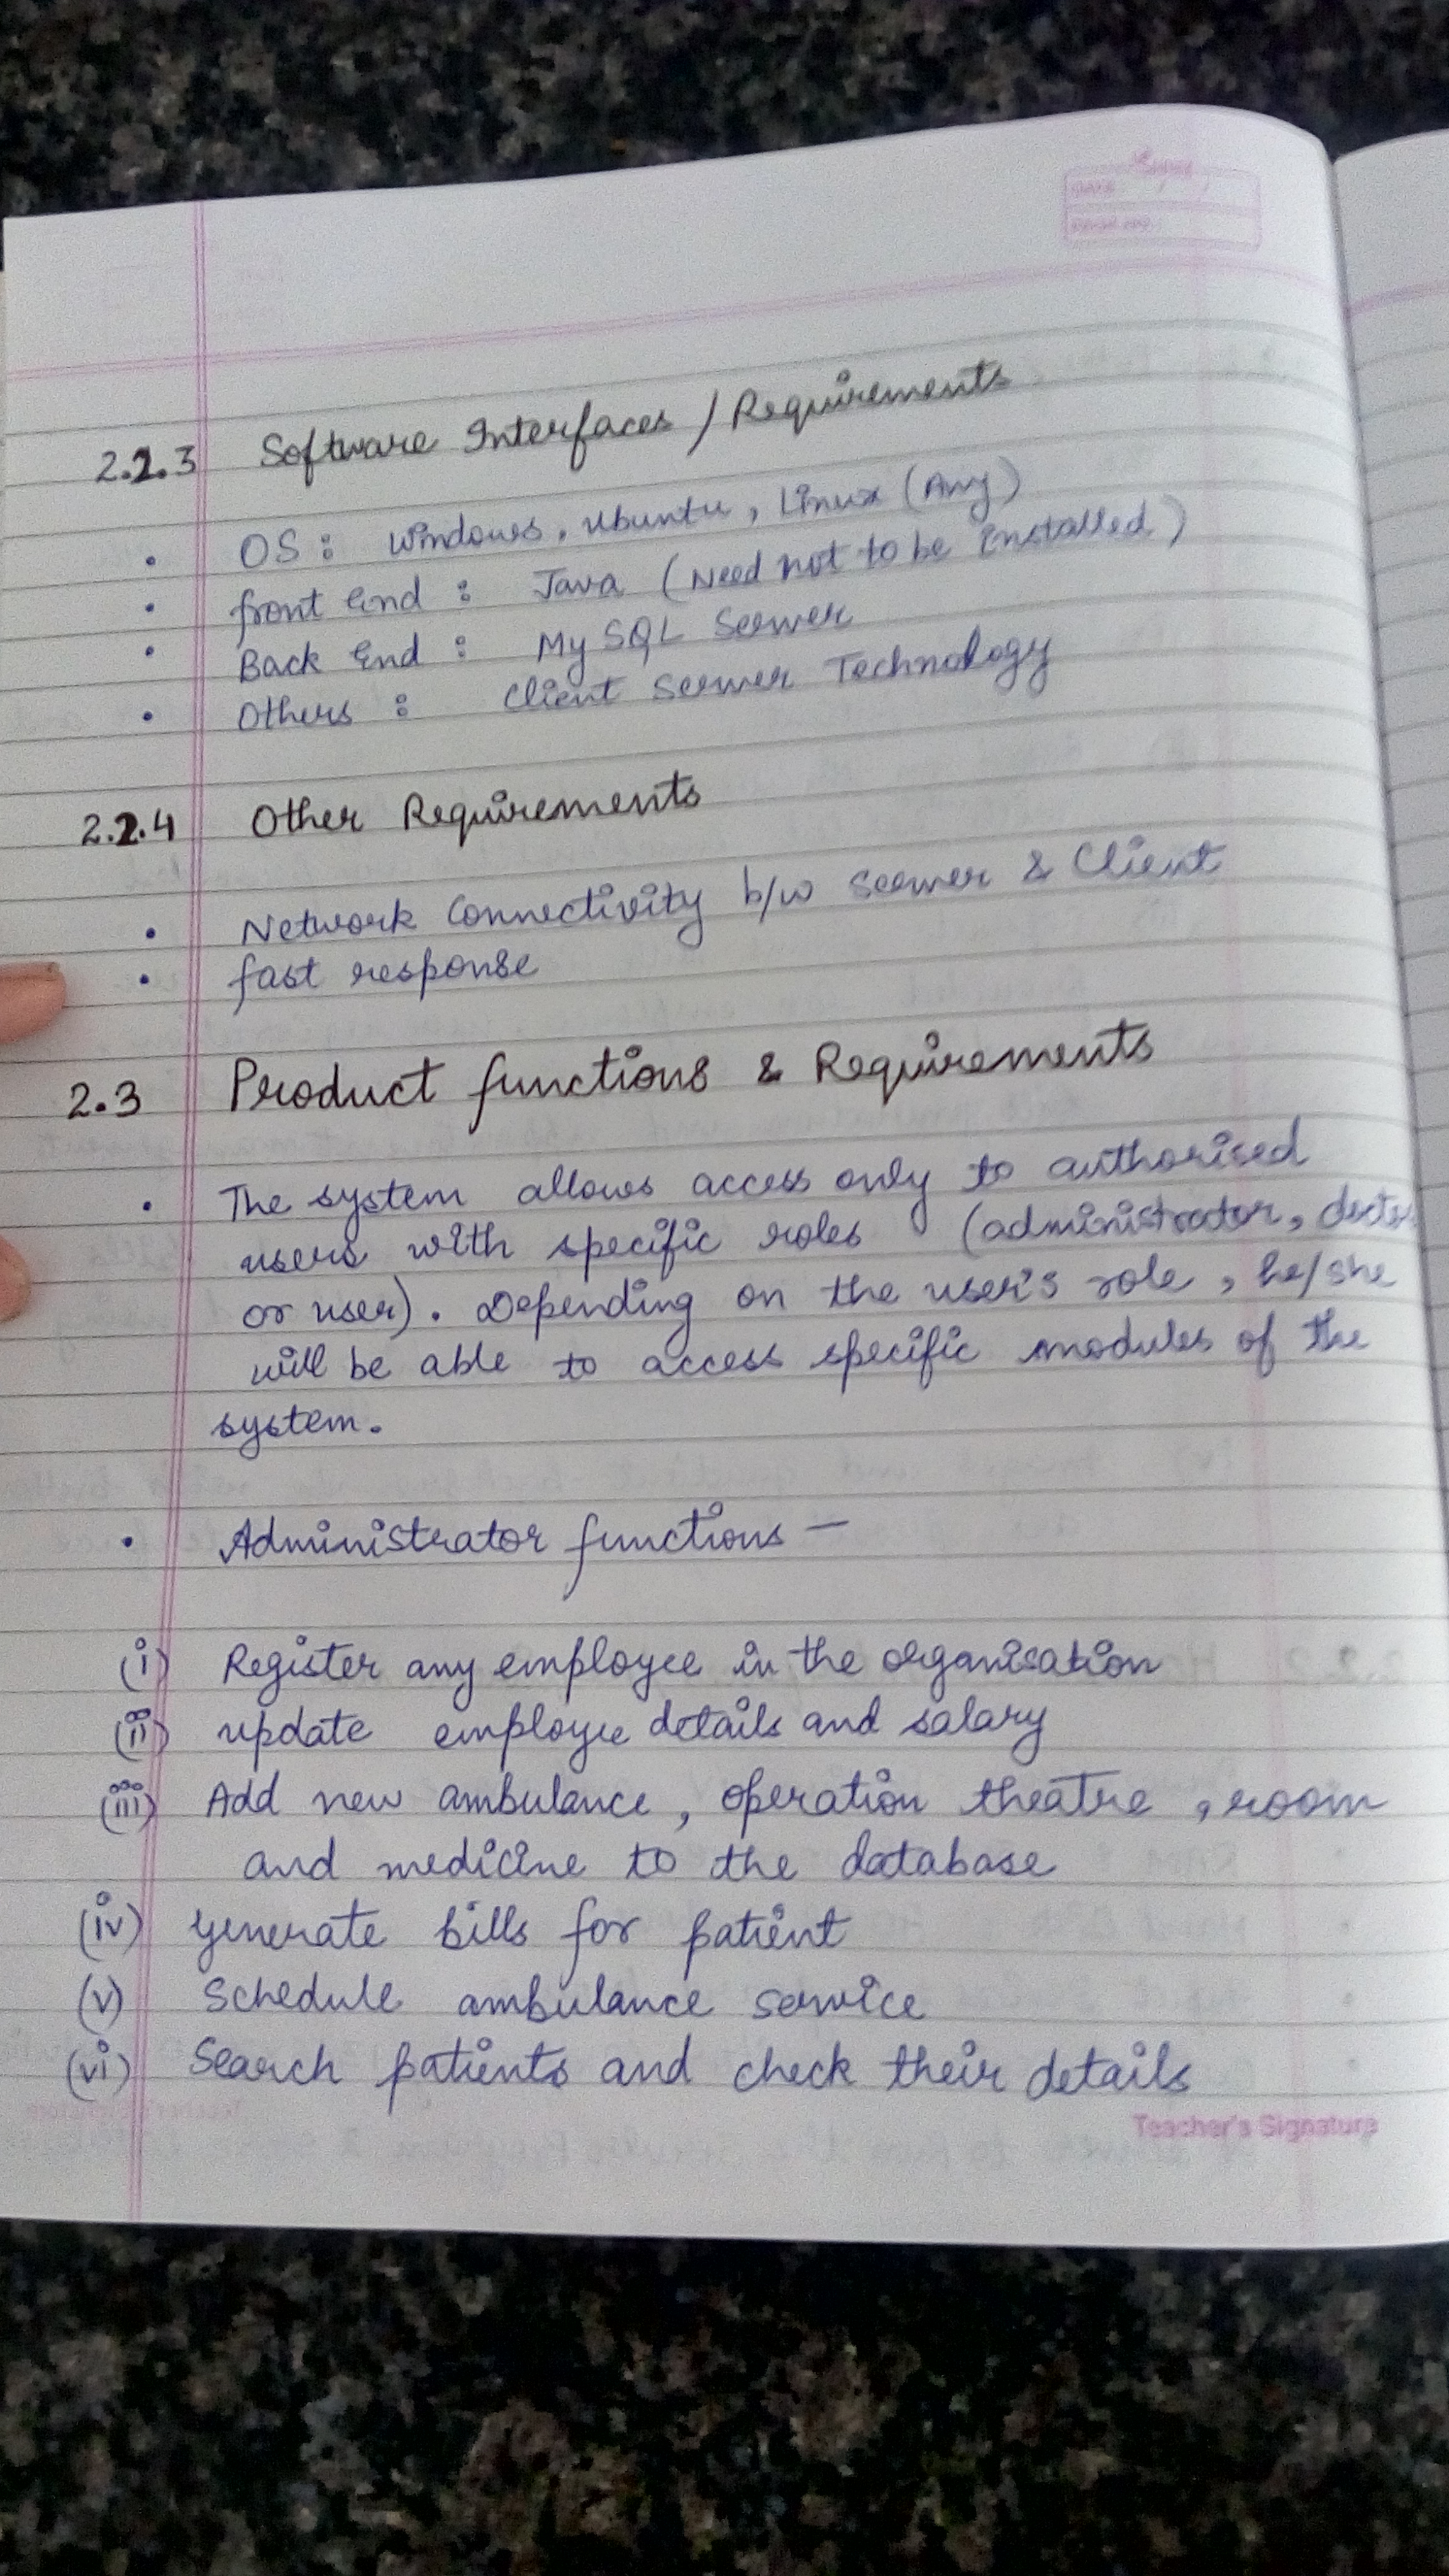 Date: / /
2.2.3 Software Interfaces / Requirements
• OS : Windows, Ubuntu, Linux (Any)
• front End : Java (Need not to be installed)
• Back End : My SQL Server
• Others : Client Server Technology
2.2.4 Other Requirements
• Network Connectivity b/w Server & Client
• fast response
2.3 Product functions & Requirements
• The system allows access only to authorised
users with specific roles (administrator, doctor
or user). Depending on the user's role, he/she
will be able to access specific modules of the
system.
• Administrator functions —
(i) Register any employee in the organisation
(ii) update employee details and salary
(iii) Add new ambulance, operation theatre, room
and medicine to the database
(iv) generate bills for patient
(v) Schedule ambulance service
(vi) Search patients and check their details
Teacher's Signature